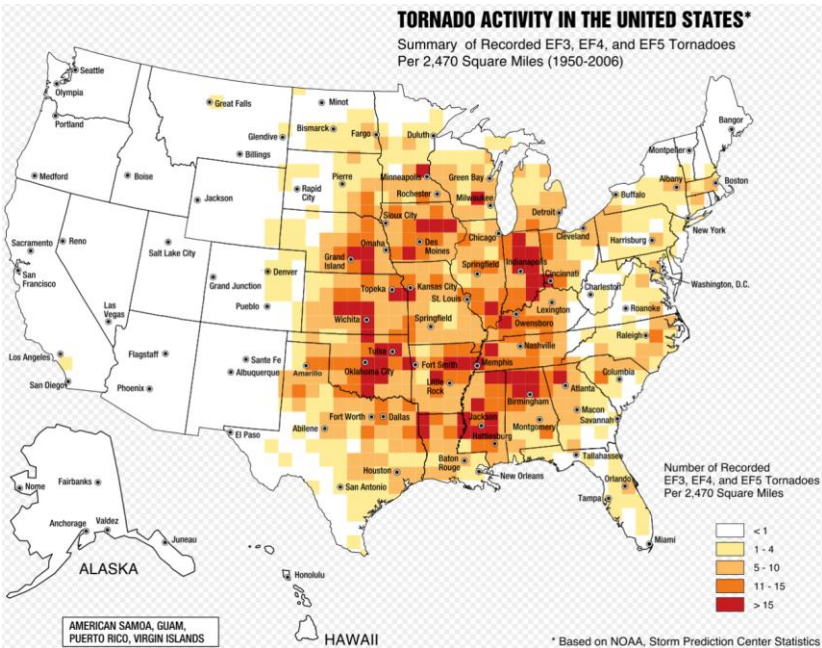 TORNADO ACTIVITY IN THE UNITED STATES*
Summary of Recorded EF3, EF4, and EF5 Tornadoes
Per 2,470 Square Miles (1950-2006)
Seattle
Olympia
Portland
Great Falls
Minot
Bangor
Glendive
Bismarck
Fargo
Duluth
Montpelier
Billings
Medford
Boise
Jackson
Rapid
City
Pierre
Minneapolis
Green Bay
Rochester
Milwaukee
Buffalo
Albany
Boston
Sioux City
Detroit
New York
Sacramento
Reno
Salt Lake City
Omaha
Des
Moines
Chicago
Cleveland
Harrisburg
San
Francisco
Grand
Island
Denver
Grand Junction
Springfield
Indianapolis
Cincinnati
Washington, D.C.
Topeka
Kansas City
Charleston
Pueblo
St. Louis
Lexington
Roanoke
Las
Vegas
Wichita
Springfield
Owensboro
Raleigh
Nashville
Los Angeles
Flagstaff
Santa Fe
Albuquerque
Amarillo
Tulsa
Oklahoma City
Fort Smith
Memphis
Columbia
San Diego
Phoenix
Little
Rock
Atlanta
Birmingham
Macon
Savannah
Fort Worth
Dallas
Abilene
Jackson
Montgomery
El Paso
Hattiesburg
Tallahassee
Baton
Rouge
New Orleans
Houston
San Antonio
Orlando
Tampa
Miami
Nome
Fairbanks
Anchorage
Valdez
Juneau
ALASKA
Honolulu
HAWAII
AMERICAN SAMOA, GUAM,
PUERTO RICO, VIRGIN ISLANDS
Number of Recorded
EF3, EF4, and EF5 Tornadoes
Per 2,470 Square Miles
< 1
1 - 4
5 - 10
11 - 15
> 15
* Based on NOAA, Storm Prediction Center Statistics